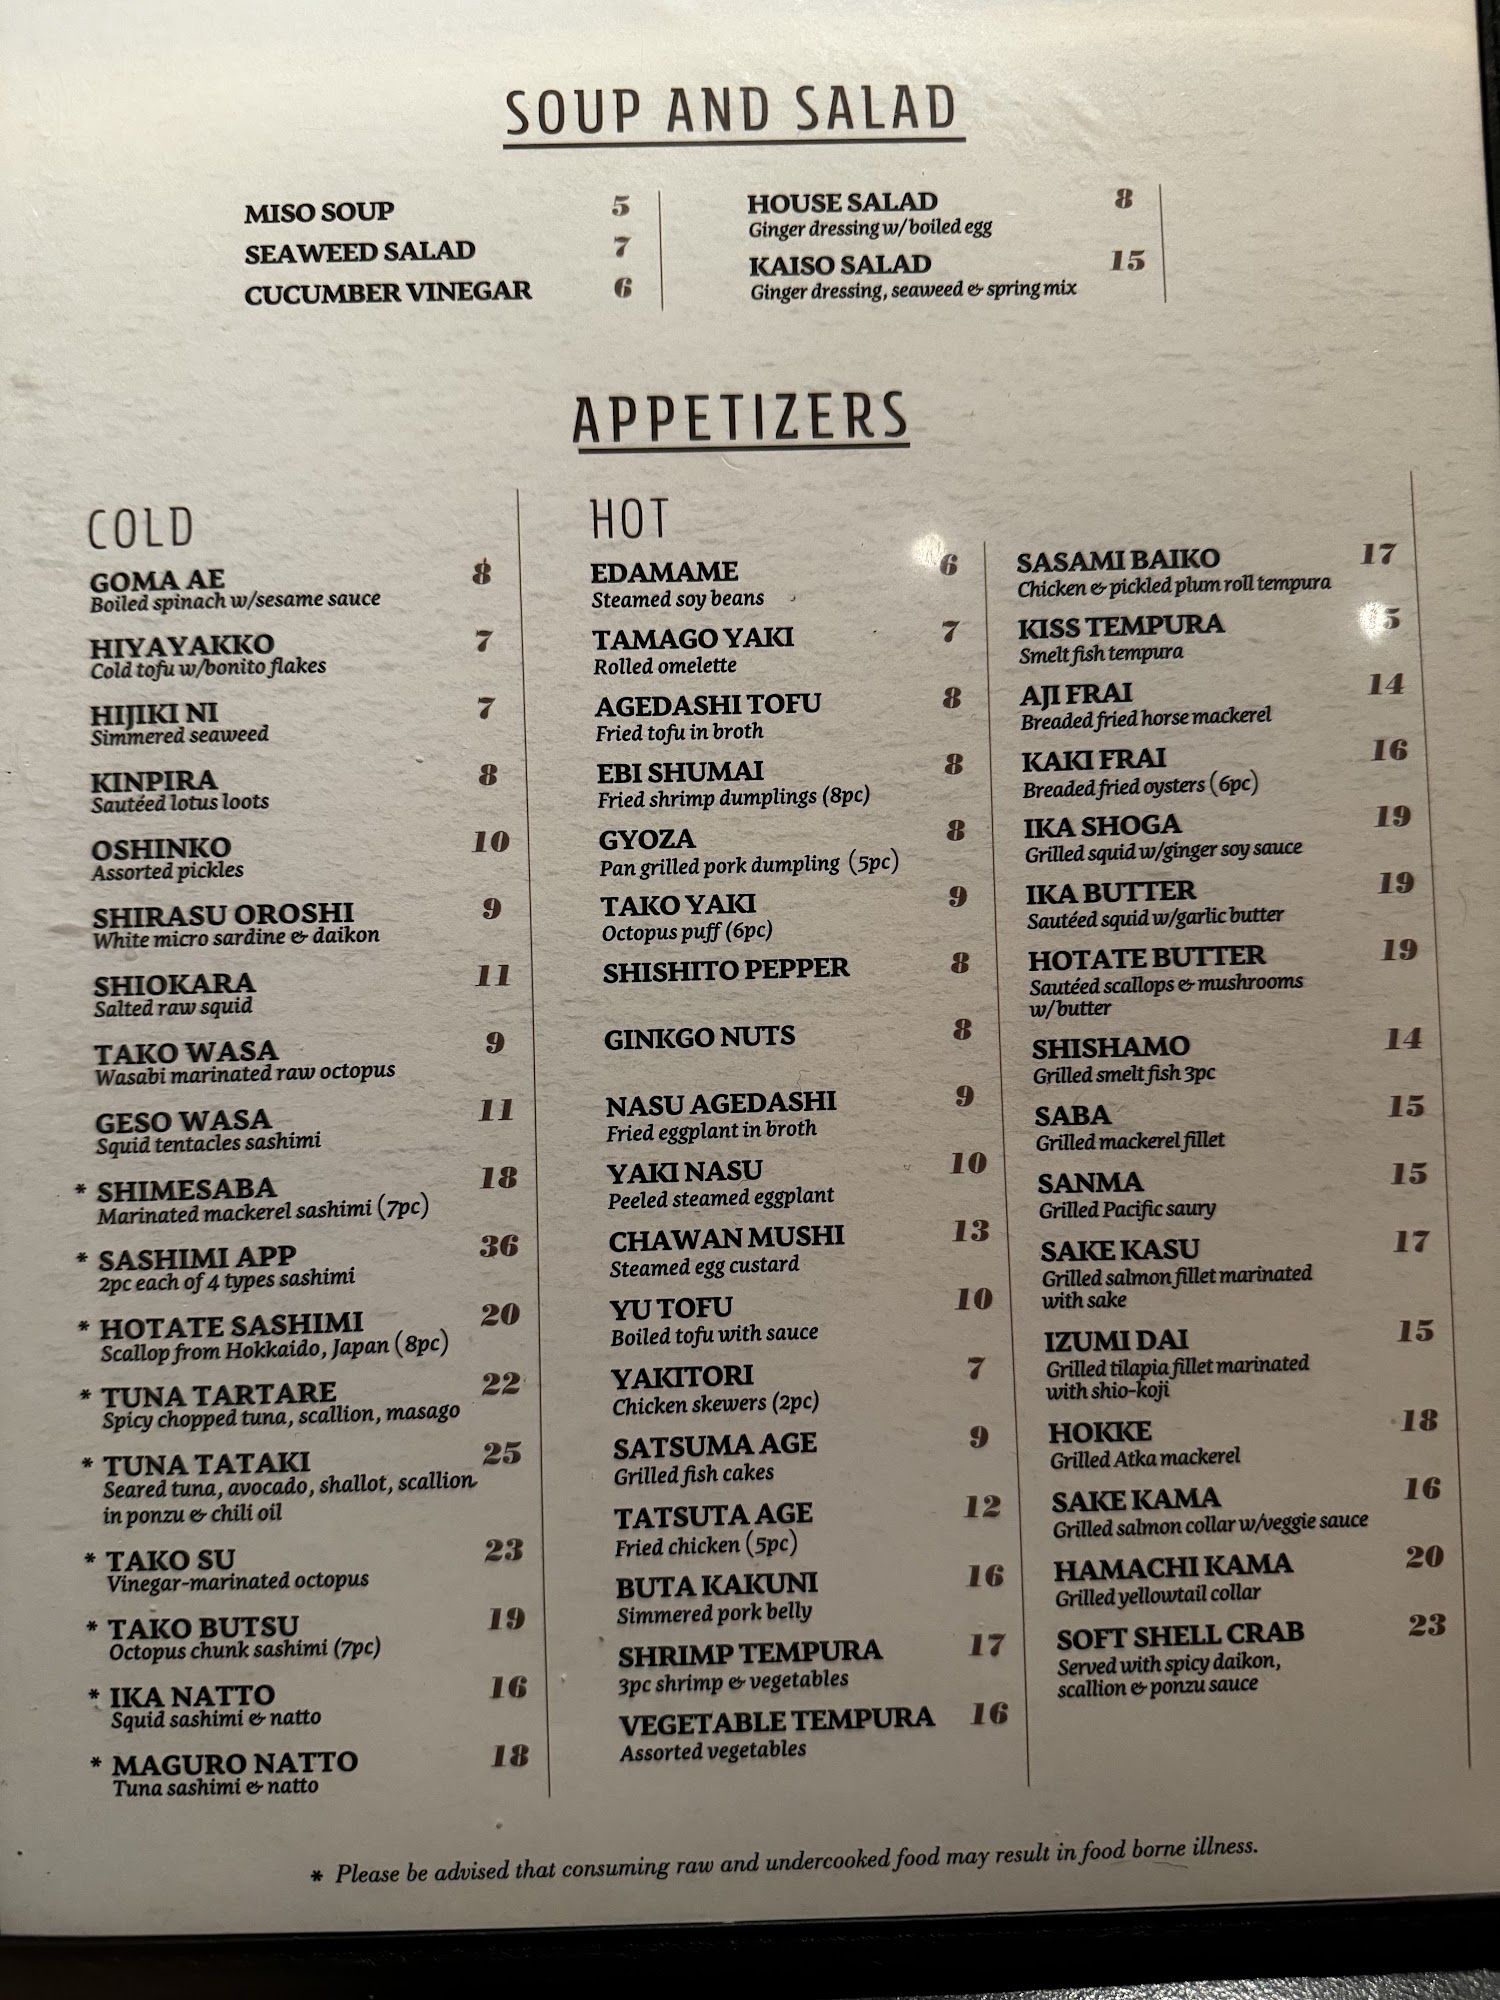 SOUP AND SALAD
MISO SOUP 5
SEAWEED SALAD 7
CUCUMBER VINEGAR 6
HOUSE SALAD 8
Ginger dressing w/boiled egg
KAISO SALAD 15
Ginger dressing, seaweed & spring mix
APPETIZERS
COLD
GOMA AE 8
Boiled spinach w/sesame sauce
HIYAYAKKO 7
Cold tofu w/bonito flakes
HIJIKI NI 7
Simmered seaweed
KINPIRA 8
Sautéed lotus loots
OSHINKO 10
Assorted pickles
SHIRASU OROSHI 9
White micro sardine & daikon
SHIOKARA 11
Salted raw squid
TAKO WASA 9
Wasabi marinated raw octopus
GESO WASA 11
Squid tentacles sashimi
* SHIMESABA 18
Marinated mackerel sashimi (7pc)
* SASHIMI APP 36
2pc each of 4 types sashimi
* HOTATE SASHIMI 20
Scallop from Hokkaido, Japan (8pc)
* TUNA TARTARE 22
Spicy chopped tuna, scallion, masago
* TUNA TATAKI 25
Seared tuna, avocado, shallot, scallion
in ponzu & chili oil
* TAKO SU 23
Vinegar-marinated octopus
* TAKO BUTSU 19
Octopus chunk sashimi (7pc)
* IKA NATTO 16
Squid sashimi & natto
* MAGURO NATTO 18
Tuna sashimi & natto
HOT
EDAMAME 6
Steamed soy beans
TAMAGO YAKI 7
Rolled omelette
AGEDASHI TOFU 8
Fried tofu in broth
EBI SHUMAI 8
Fried shrimp dumplings (8pc)
GYOZA 8
Pan grilled pork dumpling (5pc)
TAKO YAKI 9
Octopus puff (6pc)
SHISHITO PEPPER 8
GINKGO NUTS 8
NASU AGEDASHI 9
Fried eggplant in broth
YAKI NASU 10
Peeled steamed eggplant
CHAWAN MUSHI 13
Steamed egg custard
YU TOFU 10
Boiled tofu with sauce
YAKITORI 7
Chicken skewers (2pc)
SATSUMA AGE 9
Grilled fish cakes
TATSUTA AGE 12
Fried chicken (5pc)
BUTA KAKUNI 16
Simmered pork belly
SHRIMP TEMPURA 17
3pc shrimp & vegetables
VEGETABLE TEMPURA 16
Assorted vegetables
SASAMI BAIKO 17
Chicken & pickled plum roll tempura
KISS TEMPURA
Smelt fish tempura
AJI FRAI 14
Breaded fried horse mackerel
KAKI FRAI 16
Breaded fried oysters (6pc)
IKA SHOGA 19
Grilled squid w/ginger soy sauce
IKA BUTTER 19
Sautéed squid w/garlic butter
HOTATE BUTTER 19
Sautéed scallops & mushrooms
w/butter
SHISHAMO 14
Grilled smelt fish 3pc
SABA 15
Grilled mackerel fillet
SANMA 15
Grilled Pacific saury
SAKE KASU 17
Grilled salmon fillet marinated
with sake
IZUMI DAI 15
Grilled tilapia fillet marinated
with shio-koji
HOKKE 18
Grilled Atka mackerel
SAKE KAMA 16
Grilled salmon collar w/veggie sauce
HAMACHI KAMA 20
Grilled yellowtail collar
SOFT SHELL CRAB 23
Served with spicy daikon,
scallion & ponzu sauce
* Please be advised that consuming raw and undercooked food may result in food borne illness.